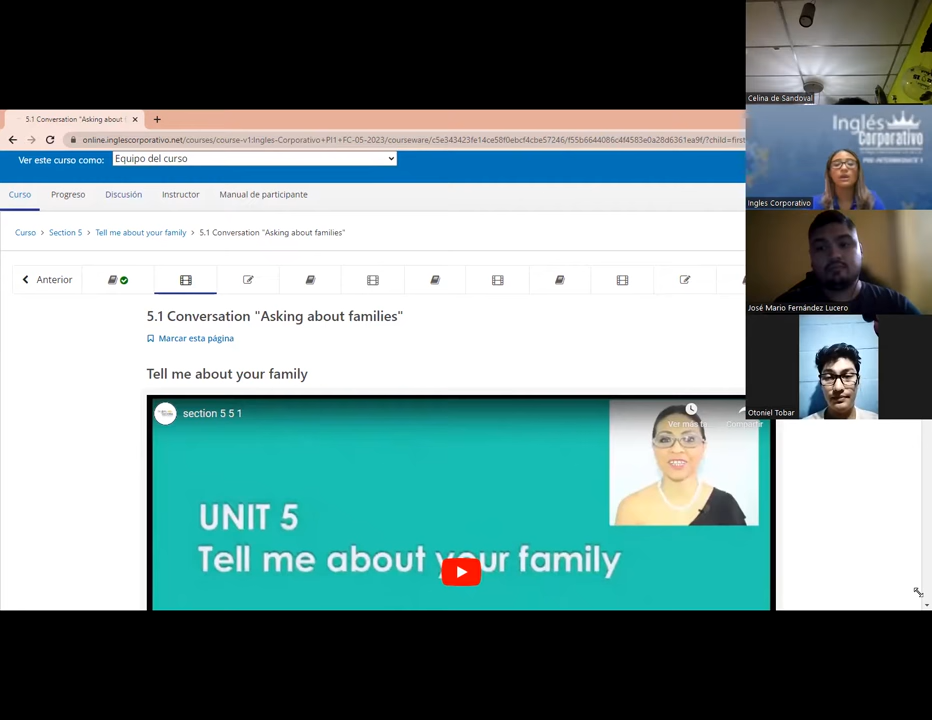 Celina de Sandoval
5.1 Conversation "Asking about
online.inglescorporativo.net/courses/course-v1:Ingles-Corporativo+PI1+FC-05-2023/courseware/c5e343423fe14ce58f0ebcf4cbe57246/f55b6644086c4f4583e0a28d6361ea9f/?child=first
Inglés
Corporativo
PRE-INTERMEDIATE 1
Ver este curso como:
Equipo del curso
Curso
Progreso
Discusión
Instructor
Manual de participante
Ingles Corporativo
Curso > Section 5 > Tell me about your family > 5.1 Conversation "Asking about families"
Anterior
José Mario Fernández Lucero
5.1 Conversation "Asking about families"
Marcar esta página
Tell me about your family
section 5 5 1
Ver más
Compartir
Otoniel Tobar
UNIT 5
Tell me about your family